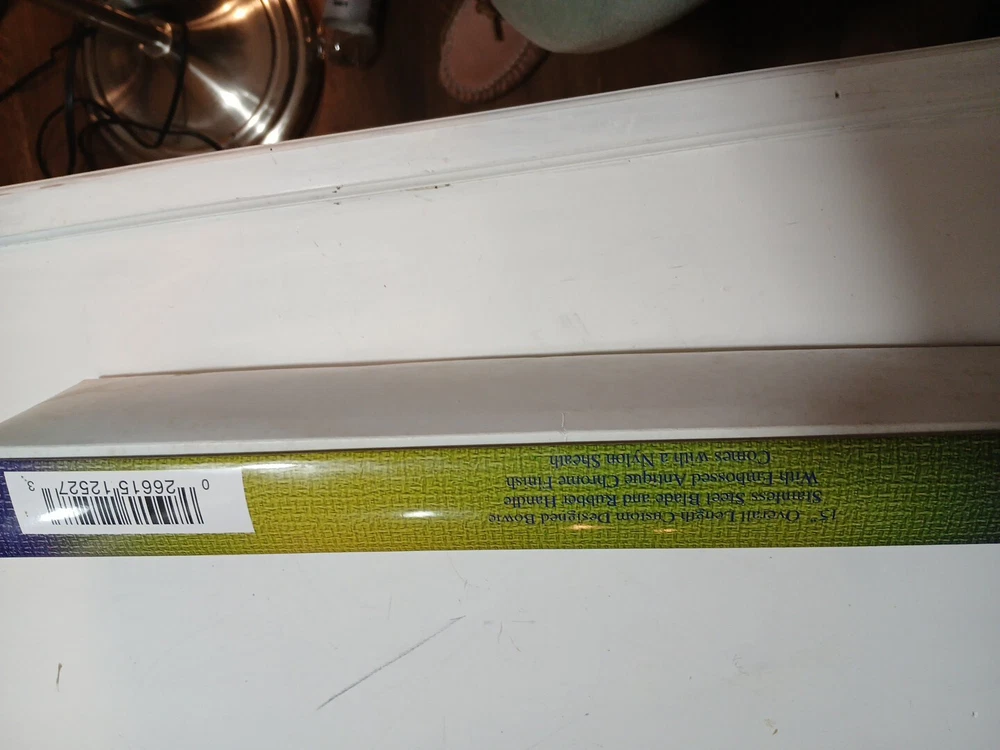 15" Overall Length Custom Designed Bowie
Stainless Steel Blade and Rubber Handle
With Embossed Antique Chrome Finish
Comes with a Nylon Sheath
0 26615 12527 3